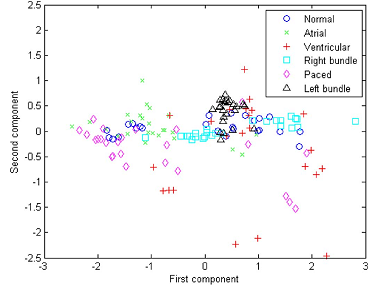 2.5
2
1.5
1
0.5
0
-0.5
-1
-1.5
-2
-2.5
Second component
Normal
Atrial
Ventricular
Right bundle
Paced
Left bundle
-3 -2 -1 0 1 2 3
First component